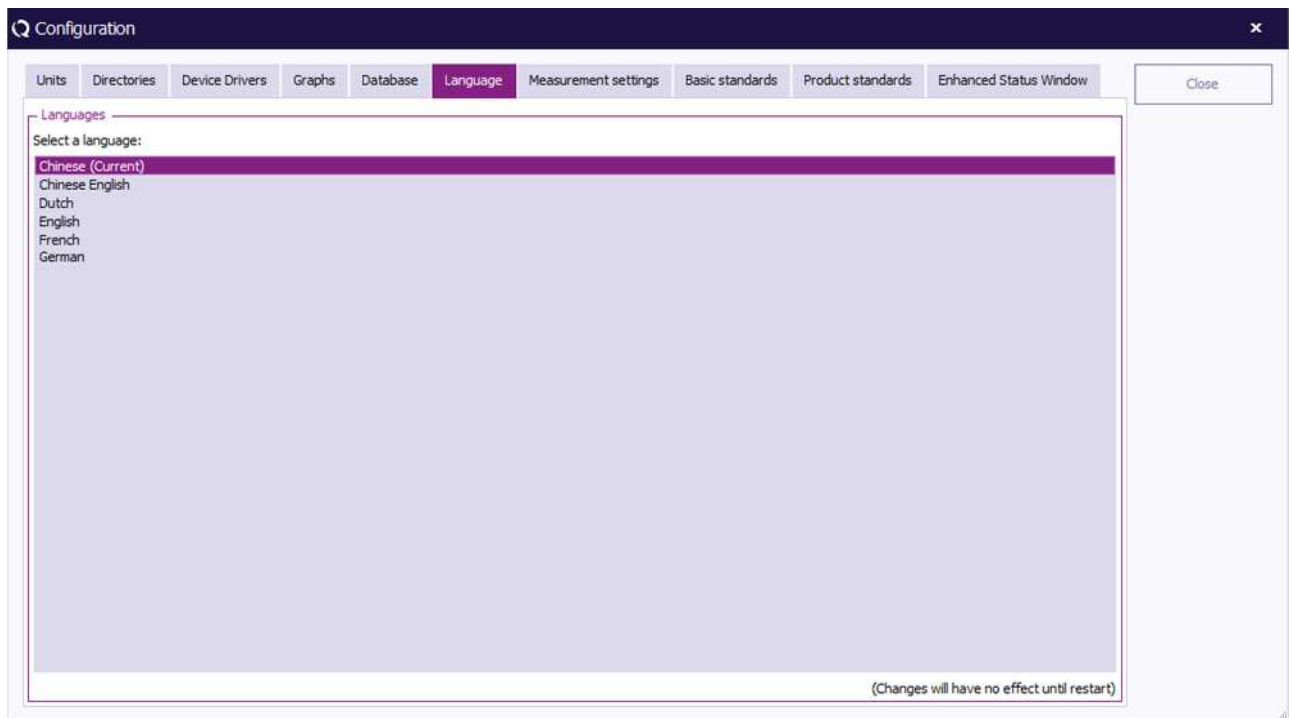 Configuration
Units Directories Device Drivers Graphs Database Language Measurement settings Basic standards Product standards Enhanced Status Window Close
Languages
Select a language:
Chinese (Current)
Chinese English
Dutch
English
French
German
(Changes will have no effect until restart)